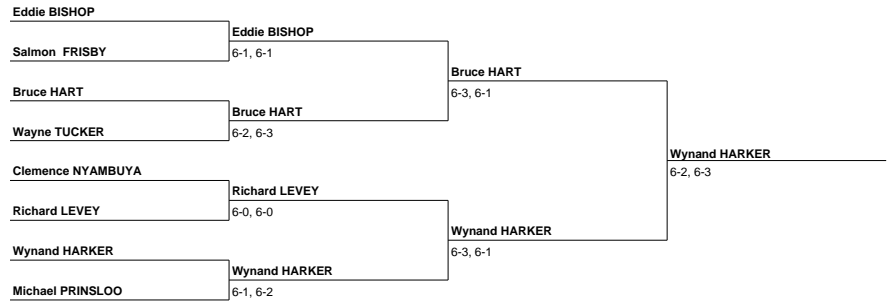 Eddie BISHOP
Eddie BISHOP
Salmon FRISBY
6-1, 6-1
Bruce HART
6-3, 6-1
Bruce HART
Bruce HART
Wayne TUCKER
6-2, 6-3
Wynand HARKER
6-2, 6-3
Clemence NYAMBUYA
Richard LEVEY
Richard LEVEY
6-0, 6-0
Wynand HARKER
6-3, 6-1
Wynand HARKER
Wynand HARKER
Michael PRINSLOO
6-1, 6-2